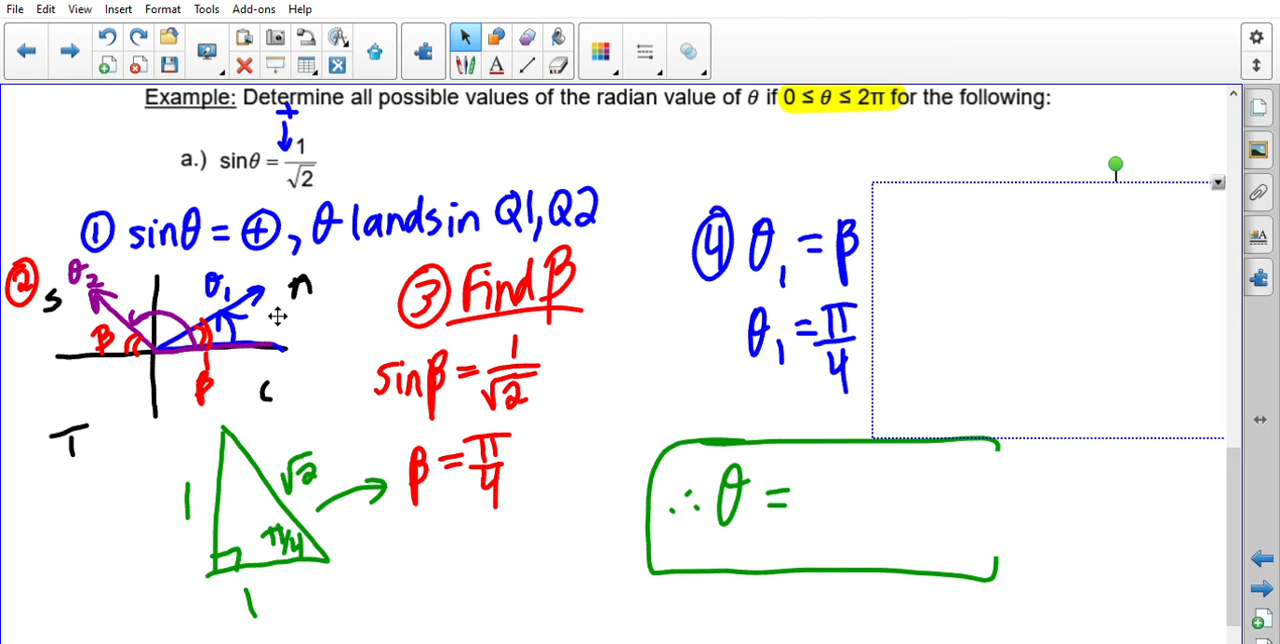 File Edit View Insert Format Tools Add-ons Help
Example: Determine all possible values of the radian value of θ if 0 ≤ θ ≤ 2π for the following:
+
↓
a.) sinθ = 1/√2
① sinθ = ⊕, θ lands in Q1, Q2
② S θ2 θ1 A
β β
T C
③ Find β
sinβ = 1/√2
β = π/4
1 √2 π/4
1
④ θ1 = β
θ1 = π/4
∴ θ =